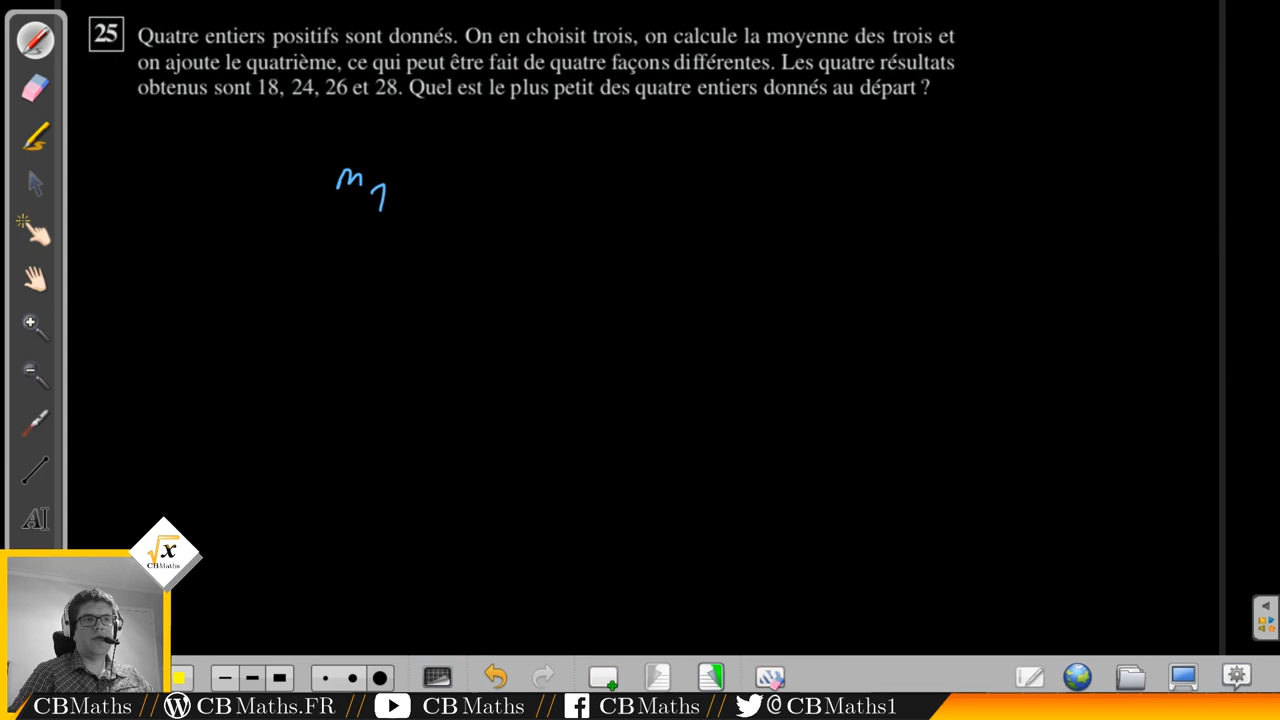 25 Quatre entiers positifs sont donnés. On en choisit trois, on calcule la moyenne des trois et
on ajoute le quatrième, ce qui peut être fait de quatre façons différentes. Les quatre résultats
obtenus sont 18, 24, 26 et 28. Quel est le plus petit des quatre entiers donnés au départ ?
m1
AI
√x
CBMaths
CBMaths // CBMaths.FR // CBMaths // CBMaths // @CBMaths1